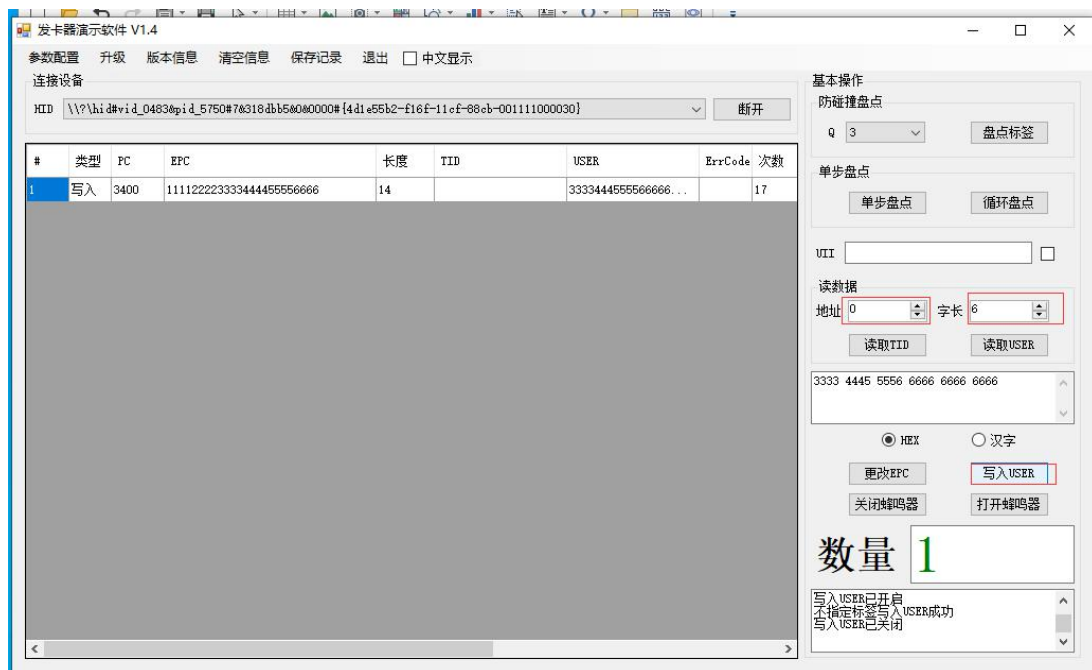 发卡器演示软件 V1.4
参数配置 升级 版本信息 清空信息 保存记录 退出 中文显示
连接设备
HID \\?\hid#vid_0483&pid_5750#7&318dbb5&0&0000#{4d1e55b2-f16f-11cf-88cb-001111000030} 断开
# 类型 PC EPC 长度 TID USER ErrCode 次数
1 写入 3400 111122223333444455556666 14 3333444555566666... 17
基本操作
防碰撞盘点
Q 3 盘点标签
单步盘点
单步盘点 循环盘点
UII
读数据
地址 0 字长 6
读取TID 读取USER
3333 4445 5556 6666 6666 6666
HEX 汉字
更改EPC 写入USER
关闭蜂鸣器 打开蜂鸣器
数量 1
写入USER已开启
不指定标签写入USER成功
写入USER已关闭